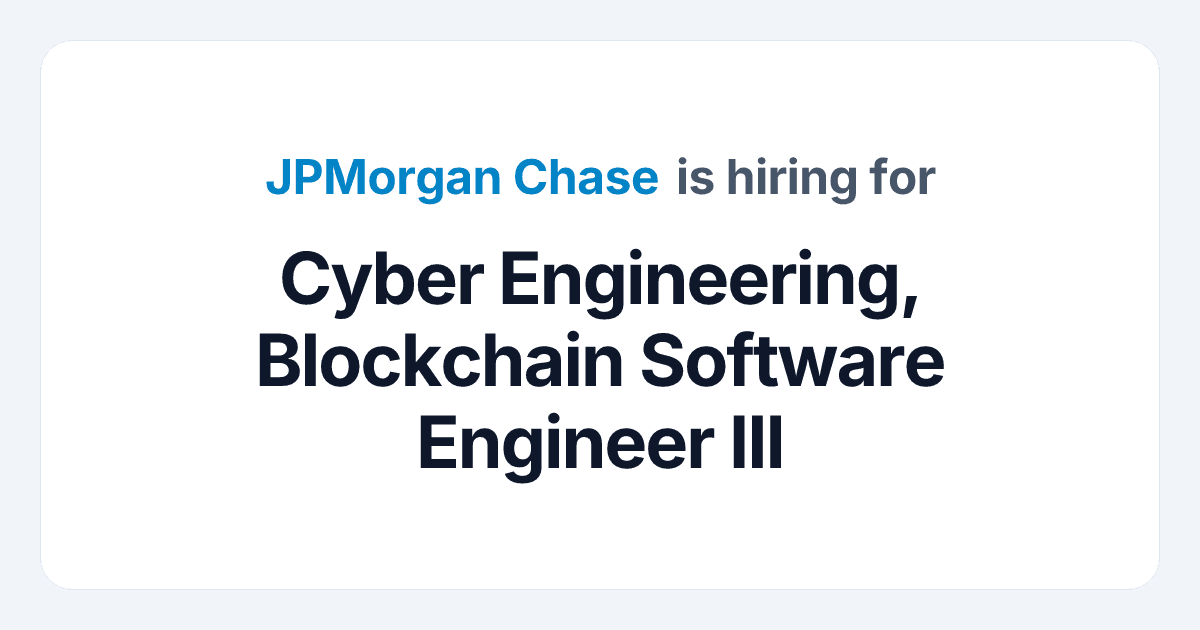 JPMorgan Chase is hiring for
Cyber Engineering,
Blockchain Software
Engineer III